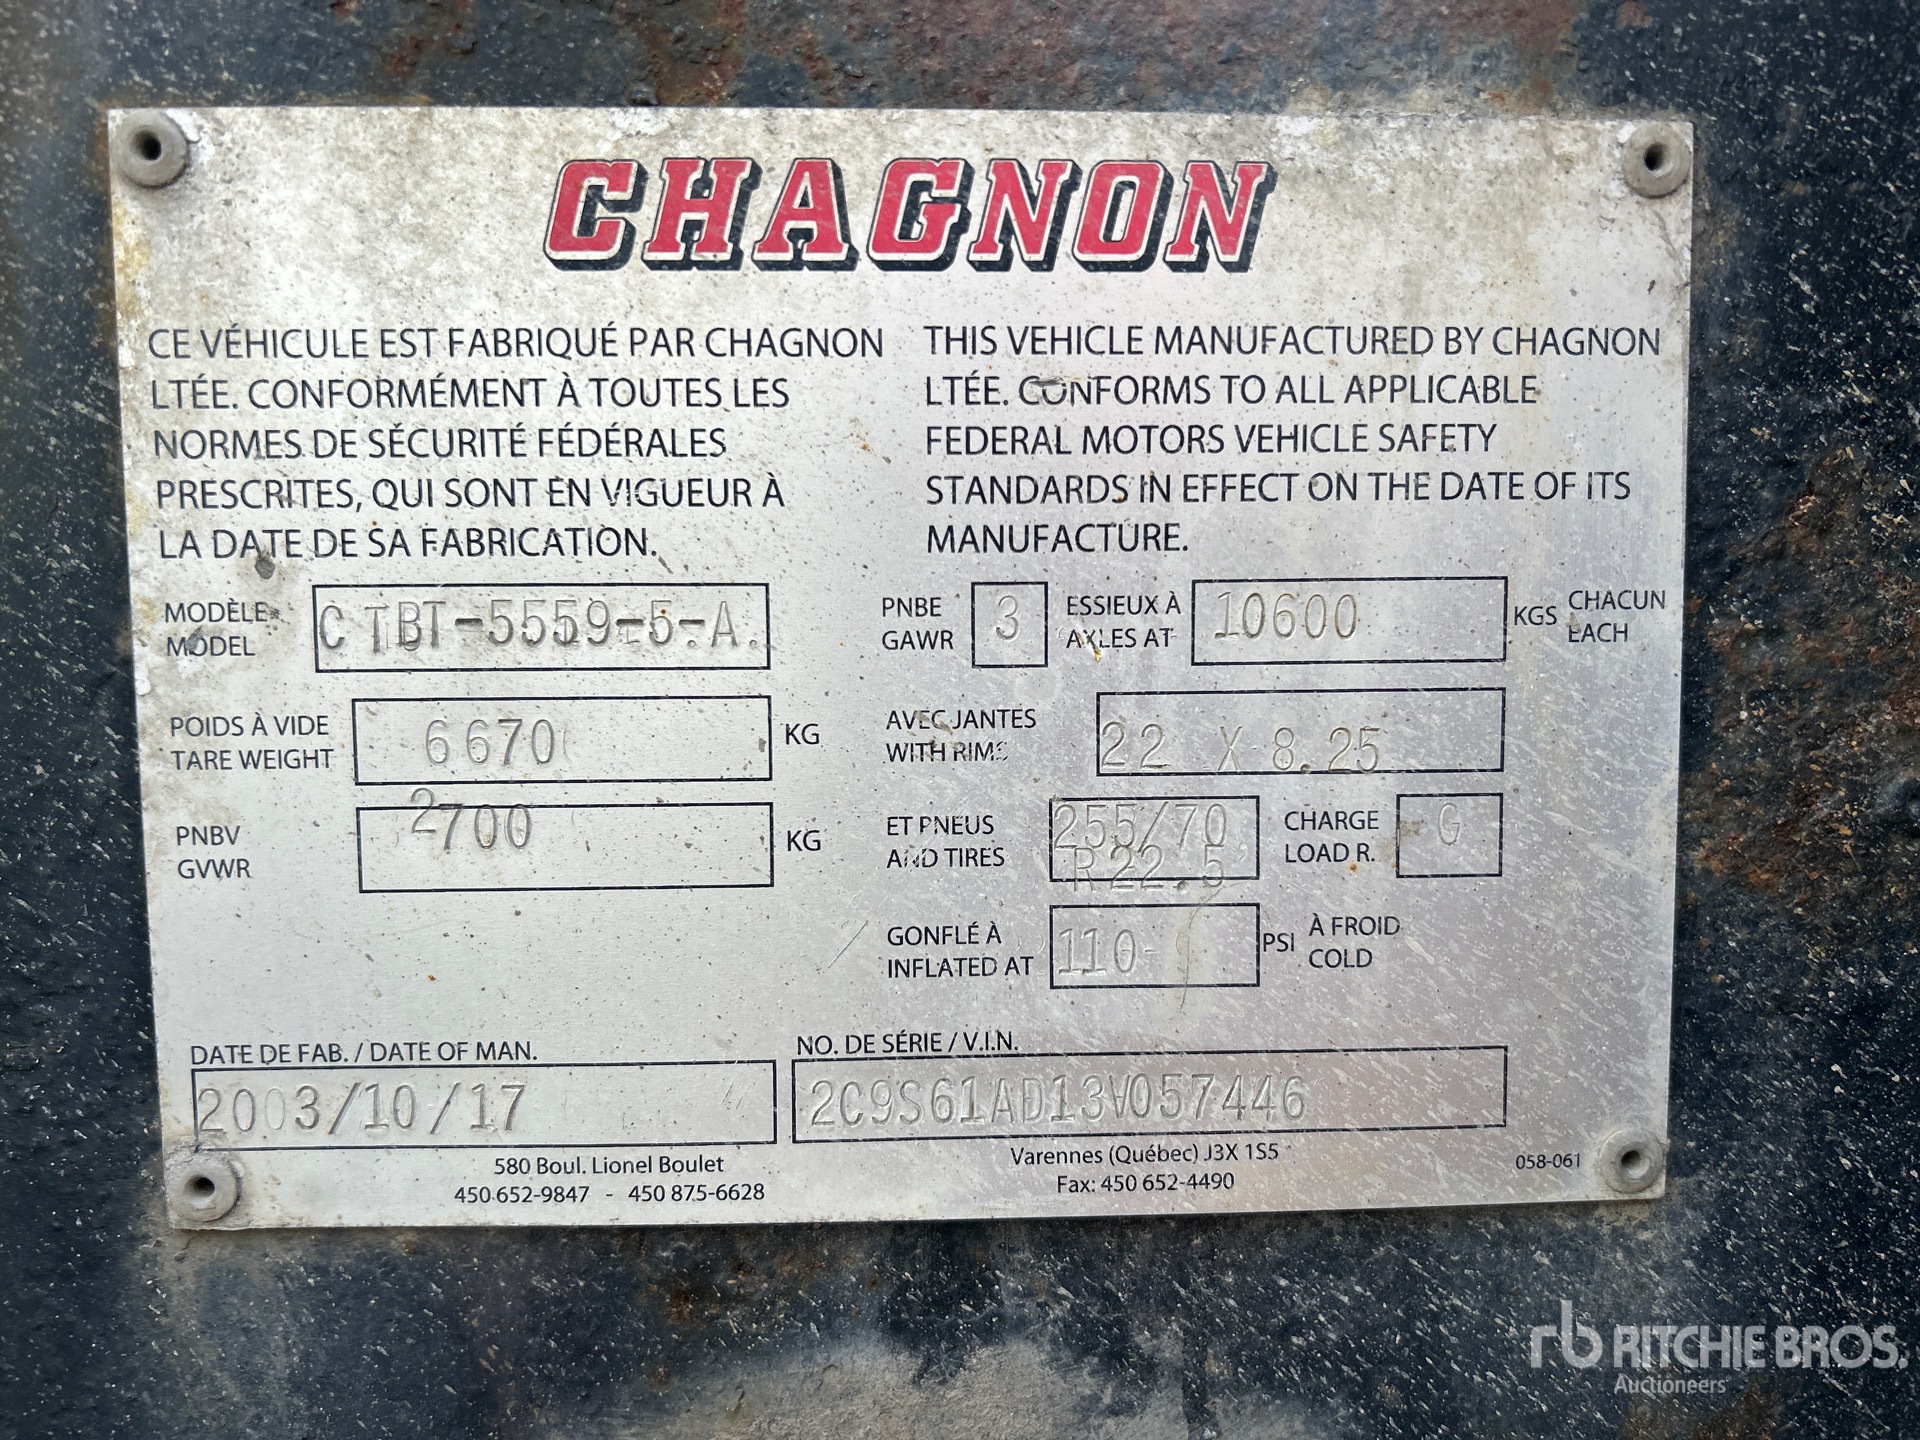 CHAGNON
CE VÉHICULE EST FABRIQUÉ PAR CHAGNON
LTÉE. CONFORMÉMENT À TOUTES LES
NORMES DE SÉCURITÉ FÉDÉRALES
PRESCRITES, QUI SONT EN VIGUEUR À
LA DATE DE SA FABRICATION.
THIS VEHICLE MANUFACTURED BY CHAGNON
LTÉE. CONFORMS TO ALL APPLICABLE
FEDERAL MOTORS VEHICLE SAFETY
STANDARDS IN EFFECT ON THE DATE OF ITS
MANUFACTURE.
MODÈLE
MODEL
CTBT-5559-5-A.
PNBE
GAWR
3
ESSIEUX À
AXLES AT
10600
KGS
CHACUN
EACH
POIDS À VIDE
TARE WEIGHT
6670
KG
AVEC JANTES
WITH RIMS
22 X 8.25
PNBV
GVWR
2700
KG
ET PNEUS
AND TIRES
255/70
R22.5
CHARGE
LOAD R.
G
GONFLÉ À
INFLATED AT
110
PSI
À FROID
COLD
DATE DE FAB. / DATE OF MAN.
2003/10/17
NO. DE SÉRIE / V.I.N.
2C9S61AD13V057446
580 Boul. Lionel Boulet
450 652-9847 - 450 875-6628
Varennes (Québec) J3X 1S5
Fax: 450 652-4490
058-061
rb RITCHIE BROS.
Auctioneers